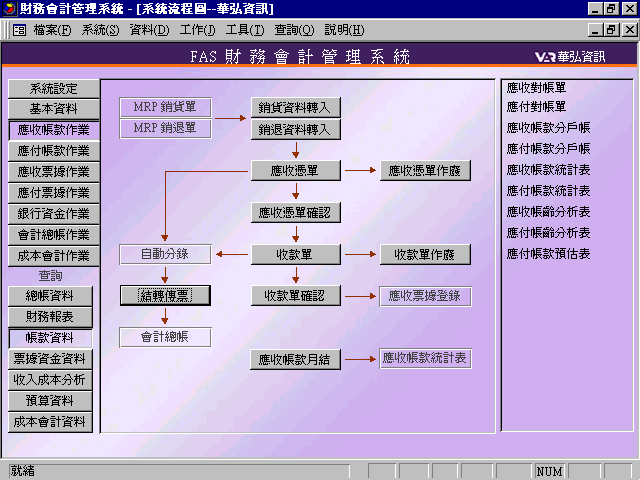 財務會計管理系統 - [系統流程圖--華弘資訊]
檔案(F) 系統(S) 資料(D) 工作(J) 工具(T) 查詢(Q) 說明(H)
FAS 財務會計管理系統
華弘資訊
系統設定
基本資料
應收帳款作業
應付帳款作業
應收票據作業
應付票據作業
銀行資金作業
會計總帳作業
成本會計作業
查詢
總帳資料
財務報表
帳款資料
票據資金資料
收入成本分析
預算資料
成本會計資料
MRP 銷貨單
銷貨資料轉入
MRP 銷退單
銷退資料轉入
應收憑單
應收憑單作廢
應收憑單確認
自動分錄
收款單
收款單作廢
結轉傳票
收款單確認
應收票據登錄
會計總帳
應收帳款月結
應收帳款統計表
應收對帳單
應付對帳單
應收帳款分戶帳
應付帳款分戶帳
應收帳款統計表
應付帳款統計表
應收帳齡分析表
應付帳齡分析表
應付帳款預估表
就緒
NUM